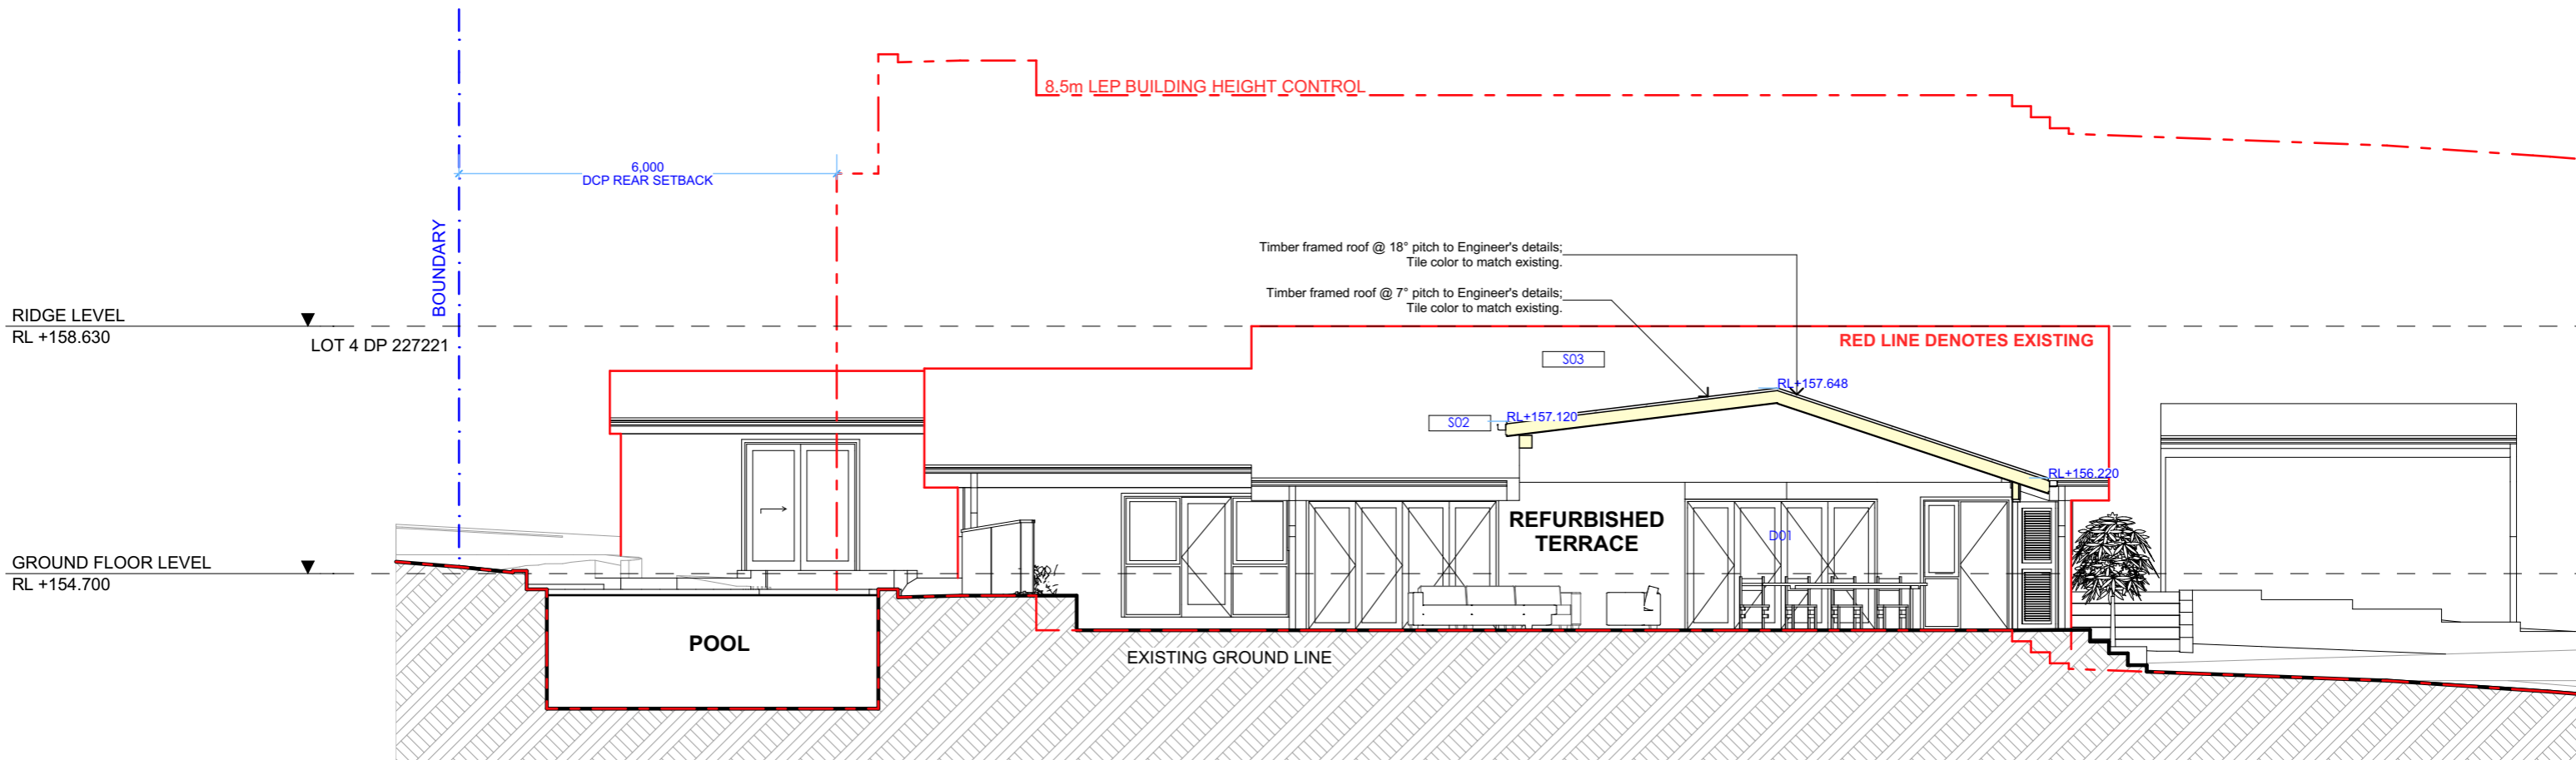 8.5m LEP BUILDING HEIGHT CONTROL
6,000
DCP REAR SETBACK
BOUNDARY
Timber framed roof @ 18° pitch to Engineer's details;
Tile color to match existing.
Timber framed roof @ 7° pitch to Engineer's details;
Tile color to match existing.
RIDGE LEVEL
RL +158.630
LOT 4 DP 227221
RED LINE DENOTES EXISTING
S03
RL+157.648
S02
RL+157.120
RL+156.220
REFURBISHED
TERRACE
D01
GROUND FLOOR LEVEL
RL +154.700
POOL
EXISTING GROUND LINE